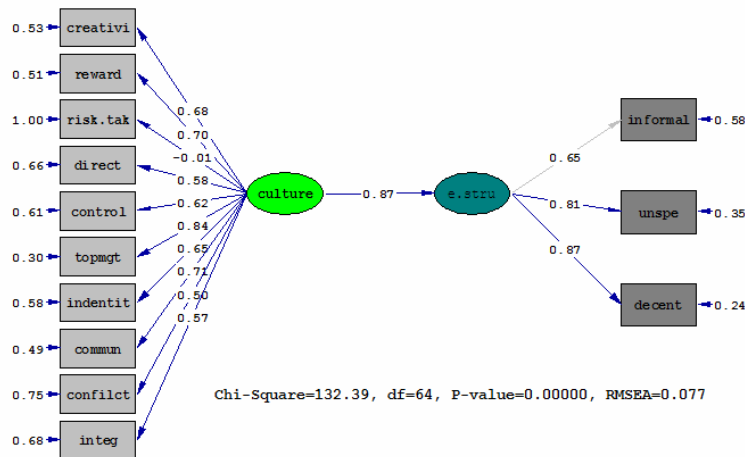 0.53 creativi
0.51 reward
1.00 risk.tak
0.66 direct
0.61 control
0.30 topmgt
0.58 indentit
0.49 commun
0.75 confilct
0.68 integ
0.68
0.70
-0.01
0.58
0.62
0.84
0.65
0.71
0.50
0.57
culture
0.87
e.stru
0.65
0.81
0.87
informal 0.58
unspe 0.35
decent 0.24
Chi-Square=132.39, df=64, P-value=0.00000, RMSEA=0.077